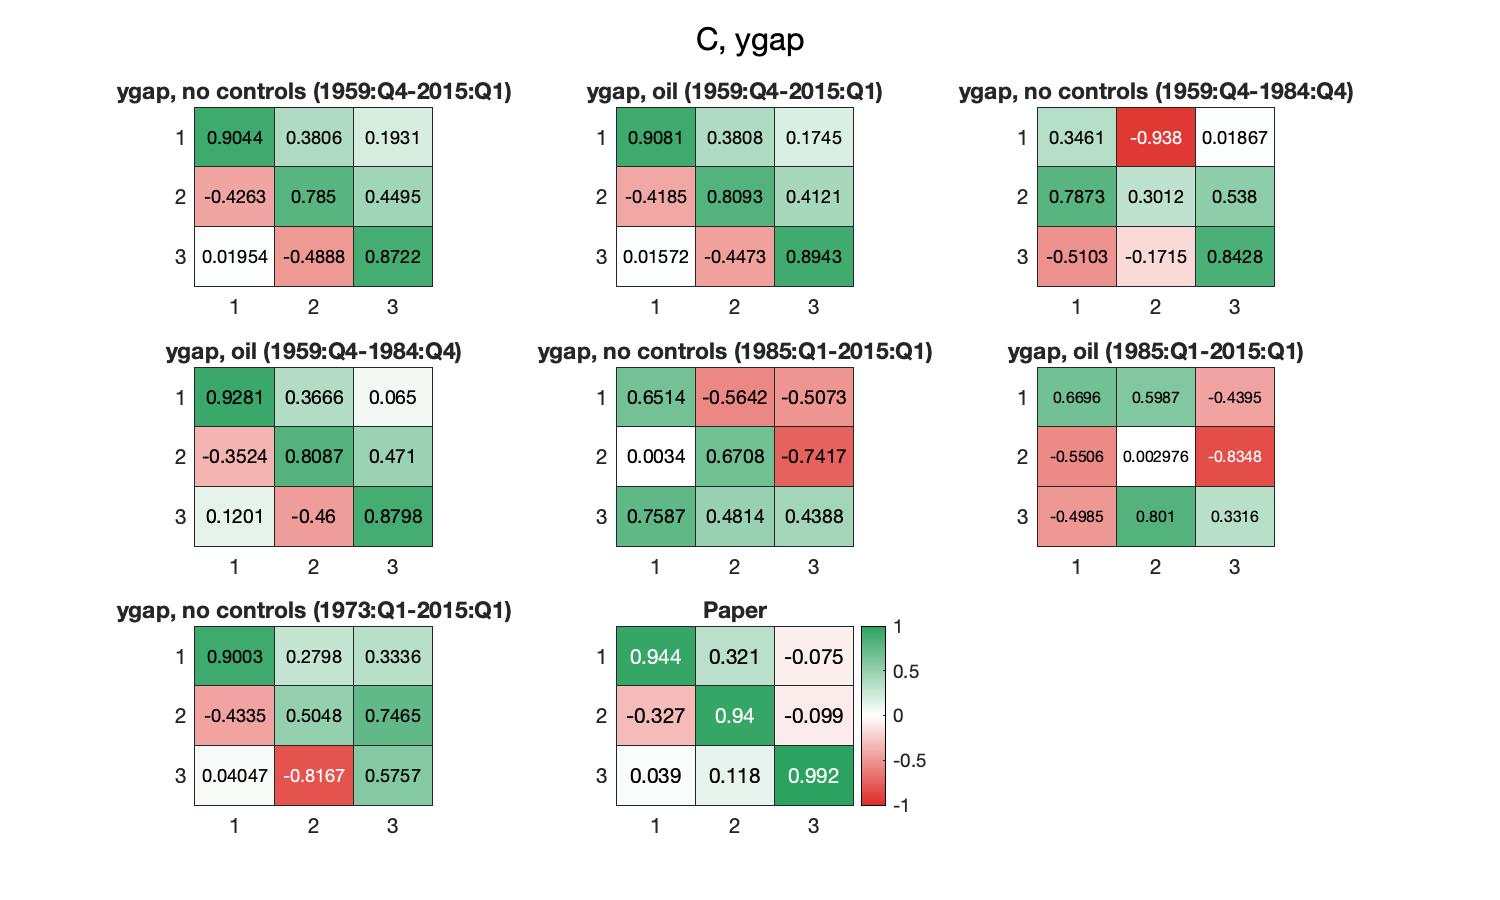 C, ygap
ygap, no controls (1959:Q4-2015:Q1)
1 0.9044 0.3806 0.1931
2 -0.4263 0.785 0.4495
3 0.01954 -0.4888 0.8722
1 2 3
ygap, oil (1959:Q4-2015:Q1)
1 0.9081 0.3808 0.1745
2 -0.4185 0.8093 0.4121
3 0.01572 -0.4473 0.8943
1 2 3
ygap, no controls (1959:Q4-1984:Q4)
1 0.3461 -0.938 0.01867
2 0.7873 0.3012 0.538
3 -0.5103 -0.1715 0.8428
1 2 3
ygap, oil (1959:Q4-1984:Q4)
1 0.9281 0.3666 0.065
2 -0.3524 0.8087 0.471
3 0.1201 -0.46 0.8798
1 2 3
ygap, no controls (1985:Q1-2015:Q1)
1 0.6514 -0.5642 -0.5073
2 0.0034 0.6708 -0.7417
3 0.7587 0.4814 0.4388
1 2 3
ygap, oil (1985:Q1-2015:Q1)
1 0.6696 0.5987 -0.4395
2 -0.5506 0.002976 -0.8348
3 -0.4985 0.801 0.3316
1 2 3
ygap, no controls (1973:Q1-2015:Q1)
1 0.9003 0.2798 0.3336
2 -0.4335 0.5048 0.7465
3 0.04047 -0.8167 0.5757
1 2 3
Paper
1 0.944 0.321 -0.075
2 -0.327 0.94 -0.099
3 0.039 0.118 0.992
1 2 3
1
0.5
0
-0.5
-1